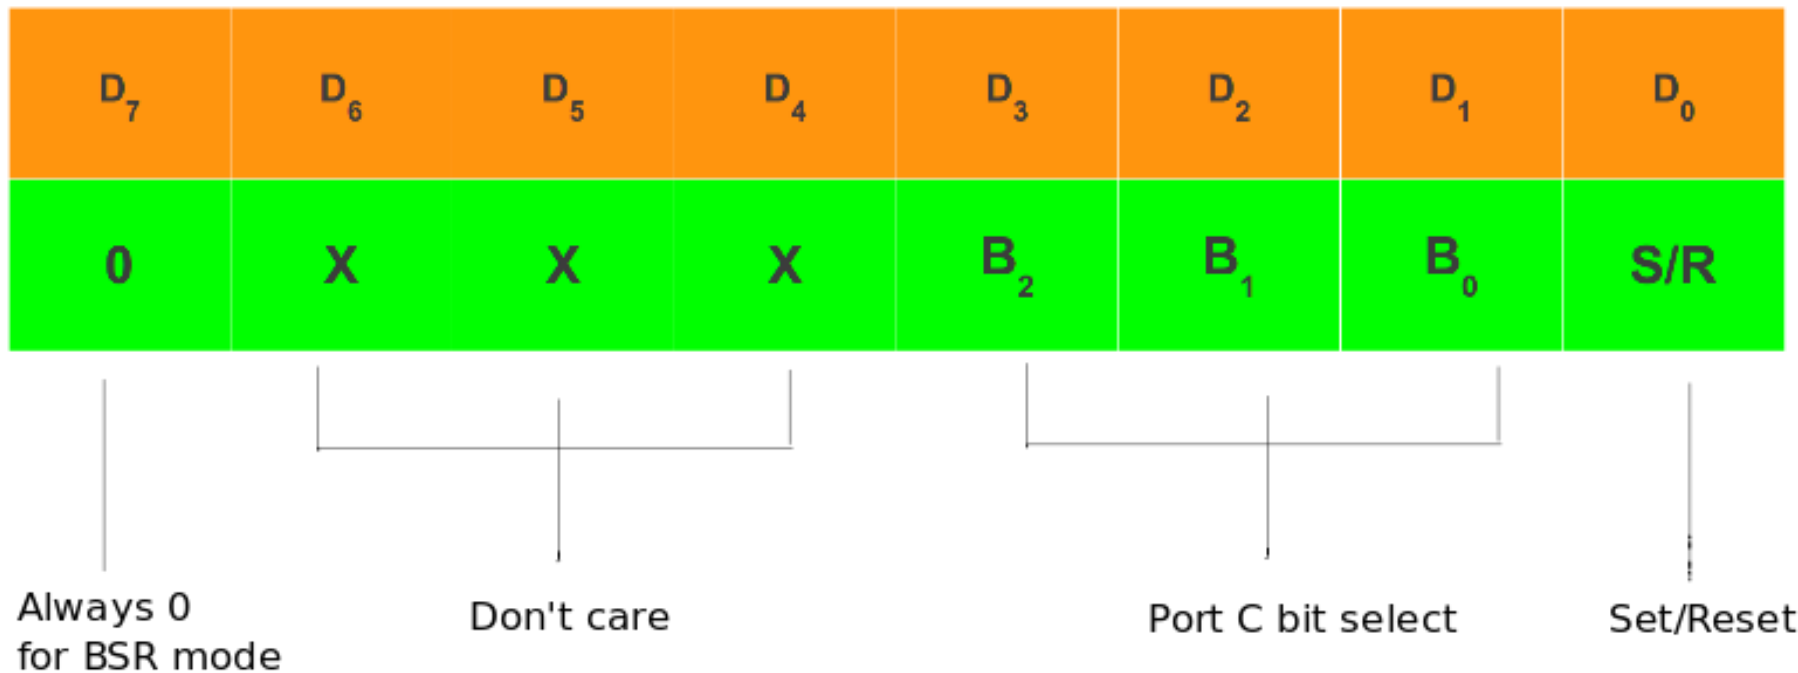 D7 D6 D5 D4 D3 D2 D1 D0
0 X X X B2 B1 B0 S/R
Always 0
for BSR mode
Don't care
Port C bit select
Set/Reset